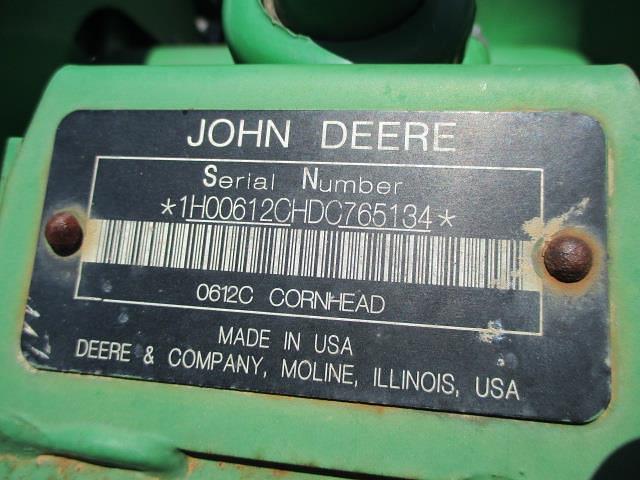 JOHN DEERE
Serial Number
*1H00612CHDC765134*
0612C CORNHEAD
MADE IN USA
DEERE & COMPANY, MOLINE, ILLINOIS, USA